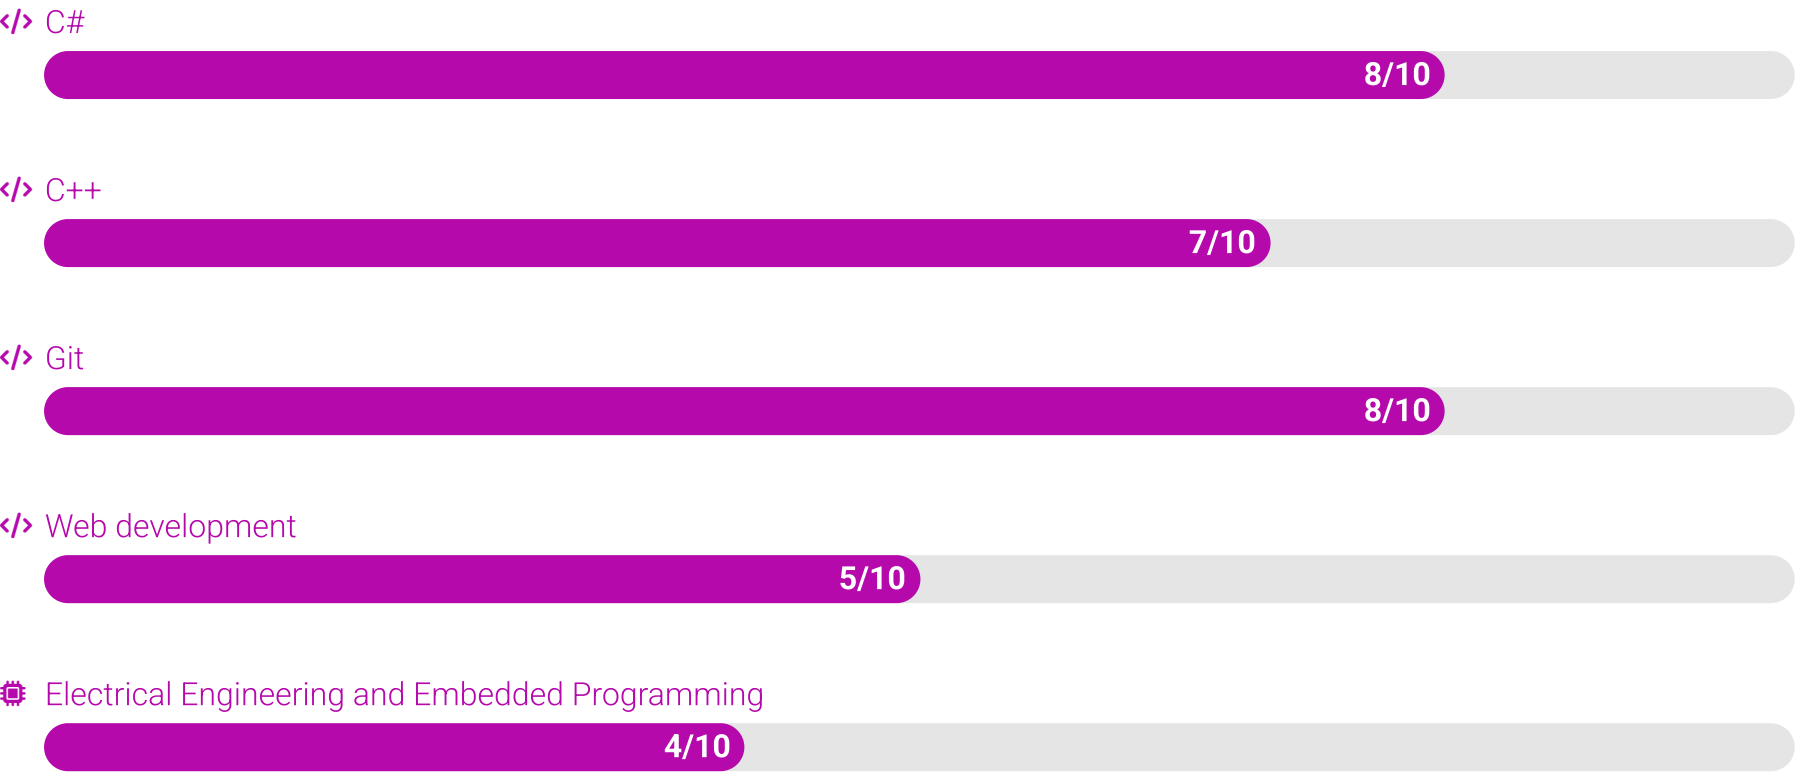 C#
8/10
C++
7/10
Git
8/10
Web development
5/10
Electrical Engineering and Embedded Programming
4/10